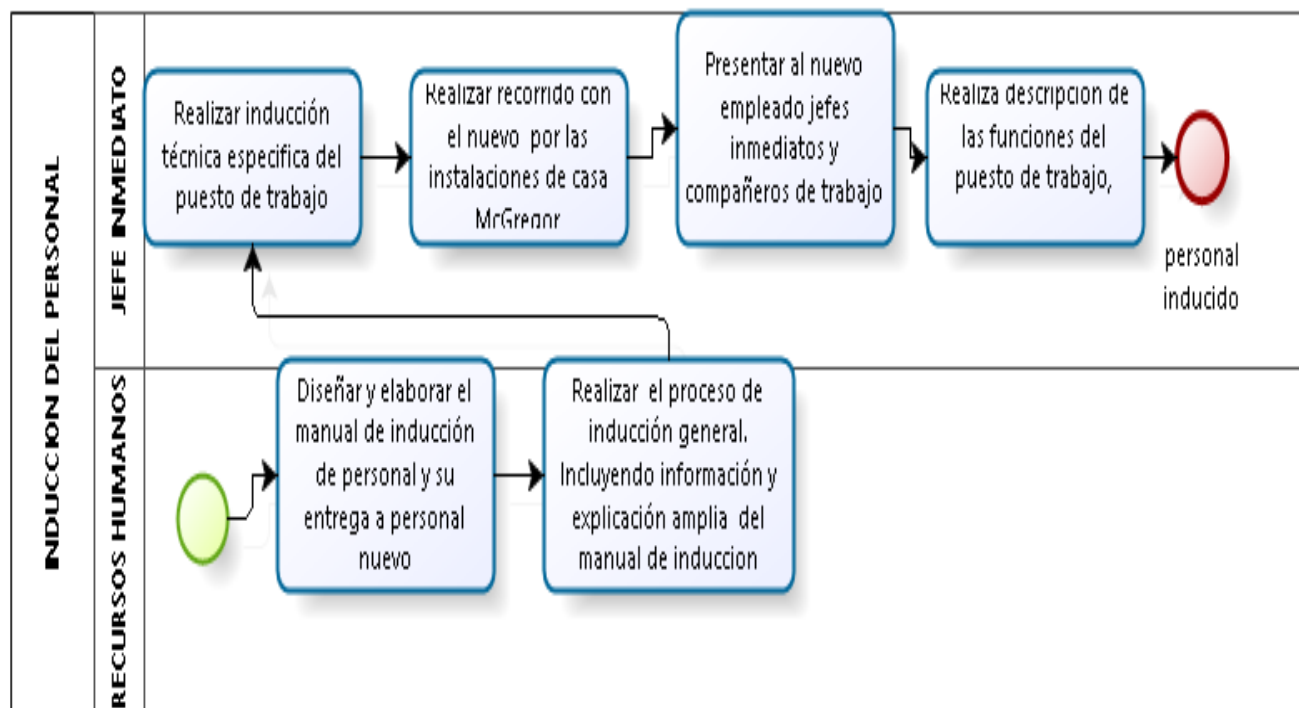 INDUCCION DEL PERSONAL
JEFE INMEDIATO
Realizar inducción
técnica especifica del
puesto de trabajo
Realizar recorrido con
el nuevo por las
instalaciones de casa
McGregor
Presentar al nuevo
empleado jefes
inmediatos y
compañeros de trabajo
Realiza descripcion de
las funciones del
puesto de trabajo,
personal
inducido
RECURSOS HUMANOS
Diseñar y elaborar el
manual de inducción
de personal y su
entrega a personal
nuevo
Realizar el proceso de
inducción general.
Incluyendo información y
explicación amplia del
manual de induccion